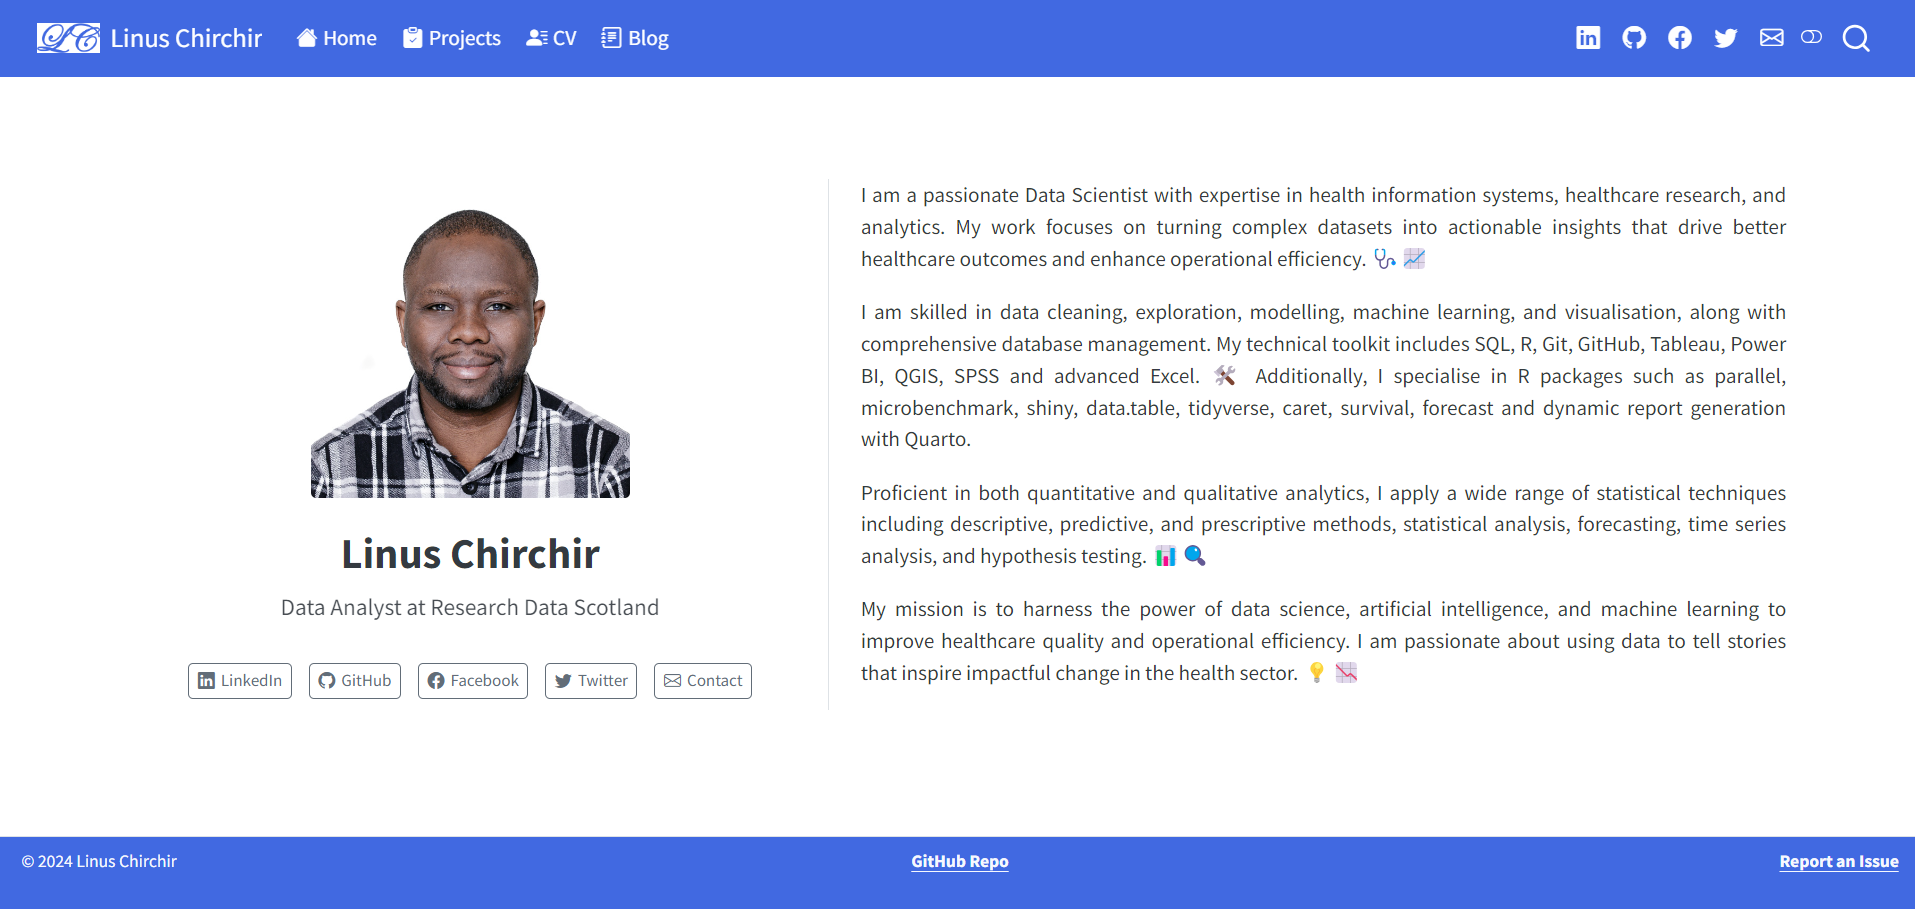 LC Linus Chirchir Home Projects CV Blog
I am a passionate Data Scientist with expertise in health information systems, healthcare research, and
analytics. My work focuses on turning complex datasets into actionable insights that drive better
healthcare outcomes and enhance operational efficiency.
I am skilled in data cleaning, exploration, modelling, machine learning, and visualisation, along with
comprehensive database management. My technical toolkit includes SQL, R, Git, GitHub, Tableau, Power
BI, QGIS, SPSS and advanced Excel. Additionally, I specialise in R packages such as parallel,
microbenchmark, shiny, data.table, tidyverse, caret, survival, forecast and dynamic report generation
with Quarto.
Proficient in both quantitative and qualitative analytics, I apply a wide range of statistical techniques
including descriptive, predictive, and prescriptive methods, statistical analysis, forecasting, time series
analysis, and hypothesis testing.
My mission is to harness the power of data science, artificial intelligence, and machine learning to
improve healthcare quality and operational efficiency. I am passionate about using data to tell stories
that inspire impactful change in the health sector.
Linus Chirchir
Data Analyst at Research Data Scotland
LinkedIn GitHub Facebook Twitter Contact
© 2024 Linus Chirchir GitHub Repo Report an Issue